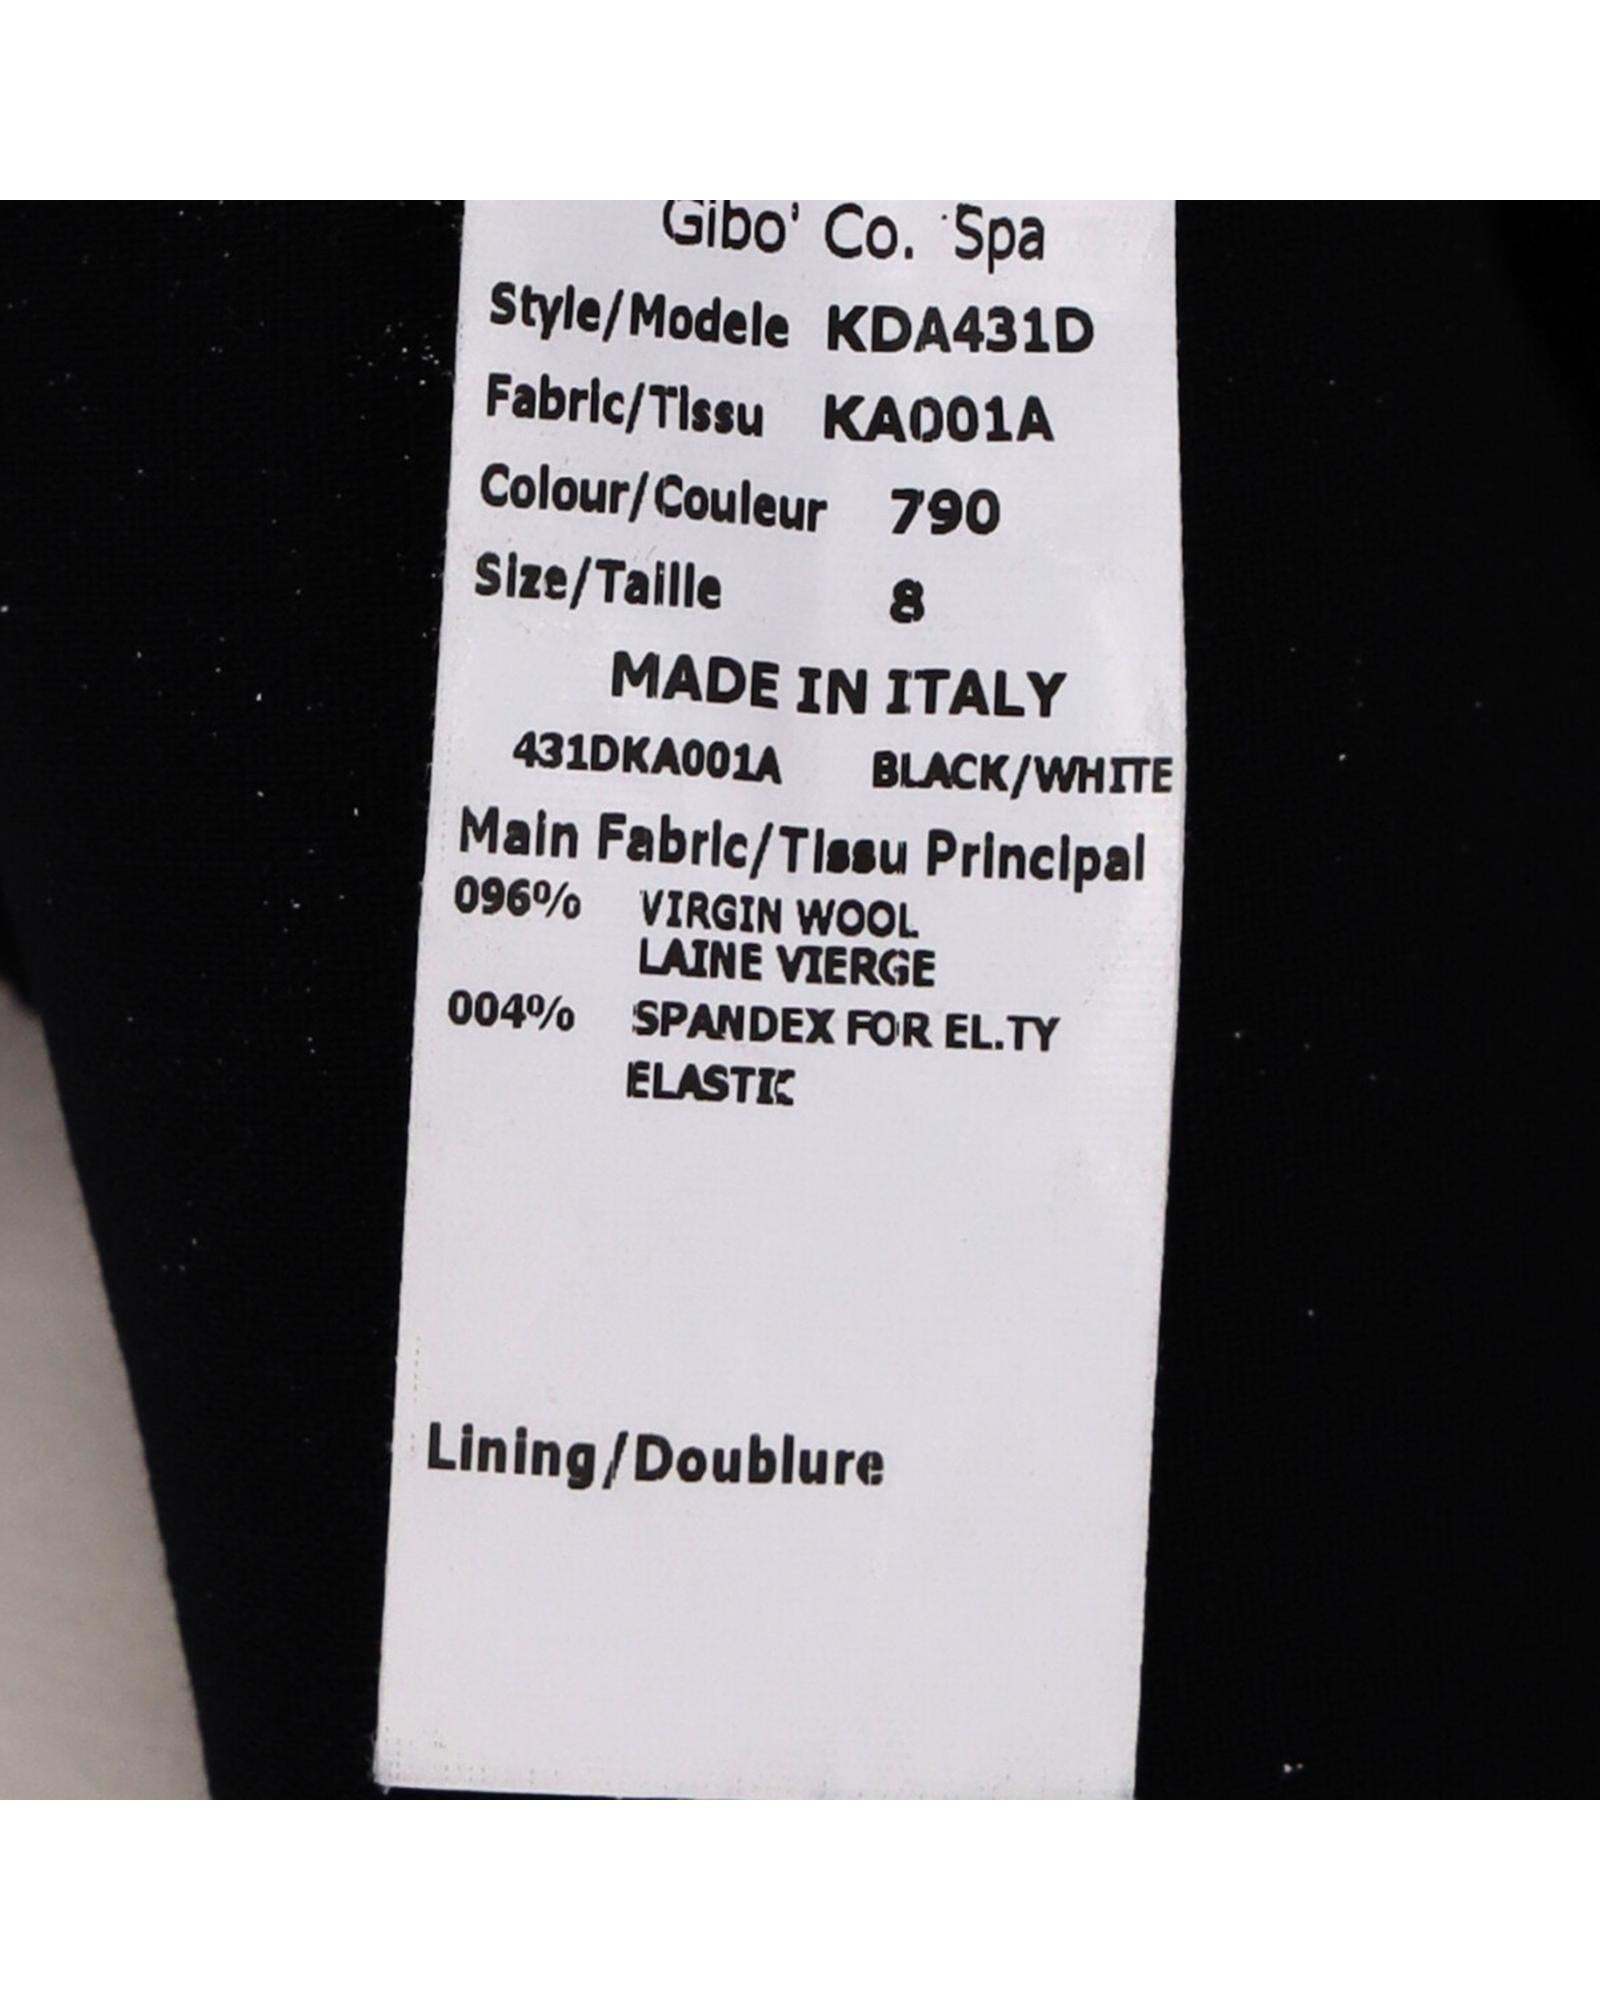 Gibo' Co. Spa
Style/Modele KDA431D
Fabric/Tissu KA001A
Colour/Couleur 790
Size/Taille 8
MADE IN ITALY
431DKA001A BLACK/WHITE
Main Fabric/Tissu Principal
096% VIRGIN WOOL
LAINE VIERGE
004% SPANDEX FOR EL.TY
ELASTIC
Lining/Doublure